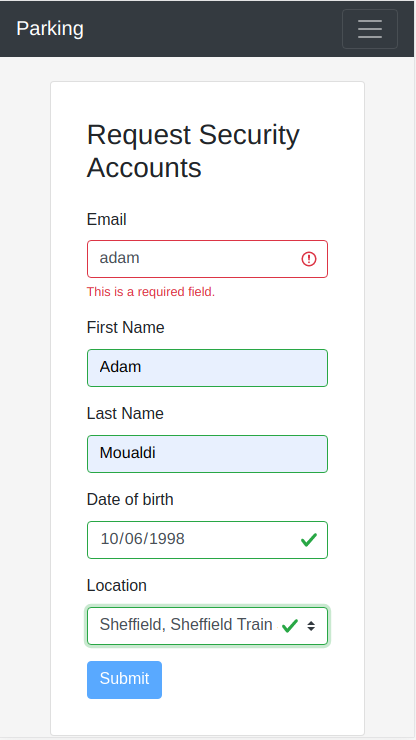 Parking
Request Security
Accounts
Email
adam
This is a required field.
First Name
Adam
Last Name
Moualdi
Date of birth
10/06/1998
Location
Sheffield, Sheffield Train
Submit